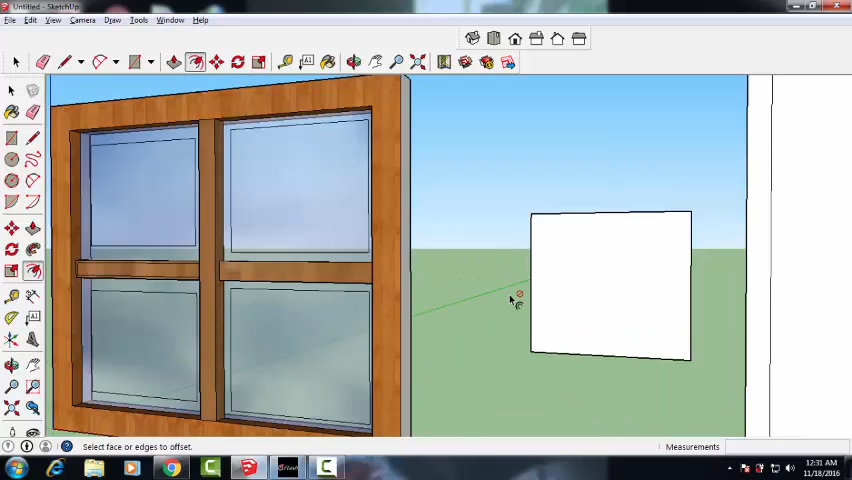 Untitled - SketchUp
File Edit View Camera Draw Tools Window Help
Select face or edges to offset.
Measurements
12:31 AM
11/18/2016